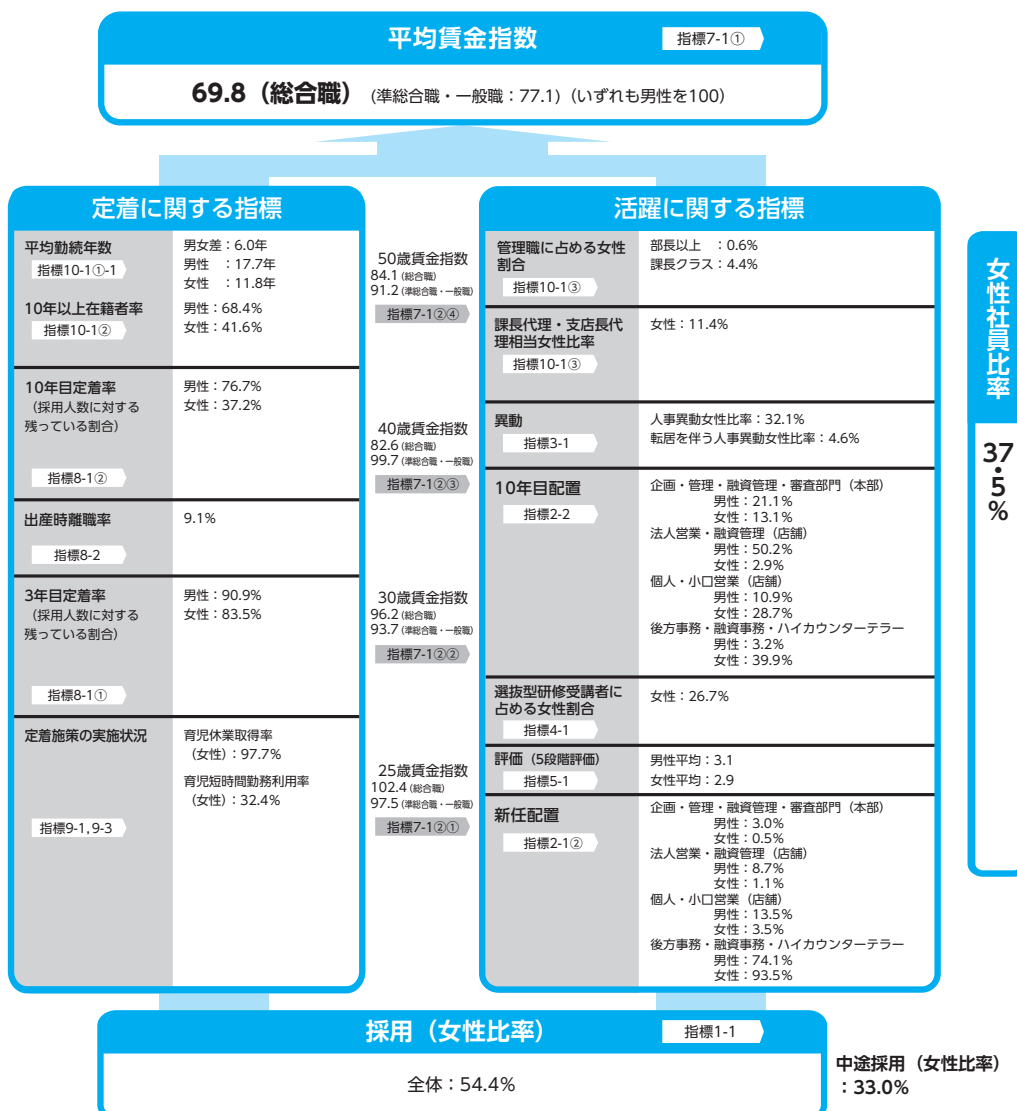 平均賃金指数
指標7-1①
69.8（総合職） (準総合職・一般職：77.1)（いずれも男性を100）
定着に関する指標
平均勤続年数
指標10-1①-1
男女差：6.0年
男性　：17.7年
女性　：11.8年
10年以上在籍者率
指標10-1②
男性：68.4%
女性：41.6%
10年目定着率
（採用人数に対する
残っている割合）
指標8-1②
男性：76.7%
女性：37.2%
出産時離職率
指標8-2
9.1%
3年目定着率
（採用人数に対する
残っている割合）
指標8-1①
男性：90.9%
女性：83.5%
定着施策の実施状況
指標9-1,9-3
育児休業取得率
（女性）：97.7%
育児短時間勤務利用率
（女性）：32.4%
50歳賃金指数
84.1 (総合職)
91.2 (準総合職・一般職)
指標7-1②④
40歳賃金指数
82.6 (総合職)
99.7 (準総合職・一般職)
指標7-1②③
30歳賃金指数
96.2 (総合職)
93.7 (準総合職・一般職)
指標7-1②②
25歳賃金指数
102.4 (総合職)
97.5 (準総合職・一般職)
指標7-1②①
活躍に関する指標
管理職に占める女性
割合
指標10-1③
部長以上　：0.6%
課長クラス：4.4%
課長代理・支店長代
理相当女性比率
指標10-1③
女性：11.4%
異動
指標3-1
人事異動女性比率：32.1%
転居を伴う人事異動女性比率：4.6%
10年目配置
指標2-2
企画・管理・融資管理・審査部門（本部）
男性：21.1%
女性：13.1%
法人営業・融資管理（店舗）
男性：50.2%
女性：2.9%
個人・小口営業（店舗）
男性：10.9%
女性：28.7%
後方事務・融資事務・ハイカウンターテラー
男性：3.2%
女性：39.9%
選抜型研修受講者に
占める女性割合
指標4-1
女性：26.7%
評価（5段階評価）
指標5-1
男性平均：3.1
女性平均：2.9
新任配置
指標2-1②
企画・管理・融資管理・審査部門（本部）
男性：3.0%
女性：0.5%
法人営業・融資管理（店舗）
男性：8.7%
女性：1.1%
個人・小口営業（店舗）
男性：13.5%
女性：3.5%
後方事務・融資事務・ハイカウンターテラー
男性：74.1%
女性：93.5%
女性社員比率
37・5%
採用（女性比率）
指標1-1
全体：54.4%
中途採用（女性比率）
：33.0%